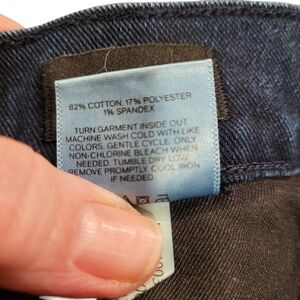 82% COTTON, 17% POLYESTER
1% SPANDEX
TURN GARMENT INSIDE OUT
MACHINE WASH COLD WITH LIKE
COLORS. GENTLE CYCLE. ONLY
NON-CHLORINE BLEACH WHEN
NEEDED. TUMBLE DRY LOW
REMOVE PROMPTLY. COOL IRON
IF NEEDED